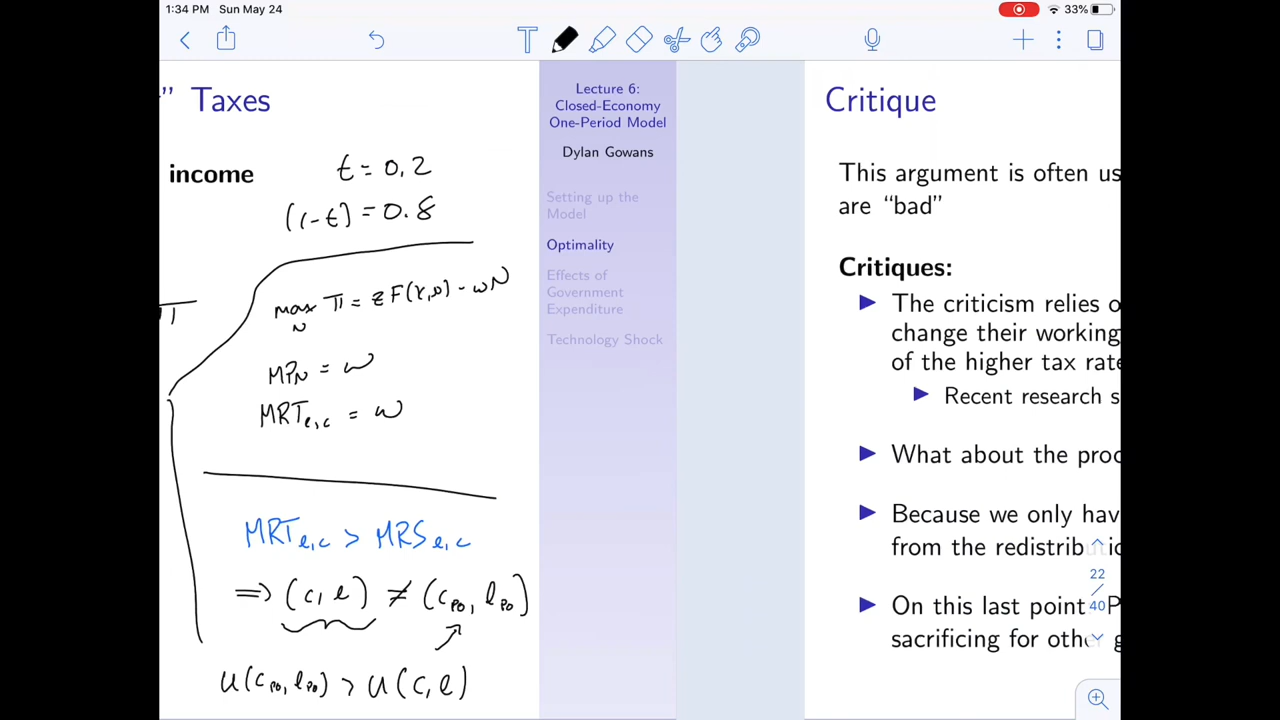 1:34 PM Sun May 24
33%
" Taxes
income
t = 0.2
(1-t) = 0.8
max π = zF(K,N) - wN
N
MPN = w
MRTl,c = w
MRTl,c > MRSl,c
⇒ (c, l) ≠ (cPO, lPO)
u(cPO, lPO) > u(c, l)
Lecture 6:
Closed-Economy
One-Period Model
Dylan Gowans
Setting up the
Model
Optimality
Effects of
Government
Expenditure
Technology Shock
Critique
This argument is often us
are “bad”
Critiques:
The criticism relies o
change their working
of the higher tax rate
Recent research s
What about the proc
Because we only hav
from the redistributio
On this last point
sacrificing for othe
22
40